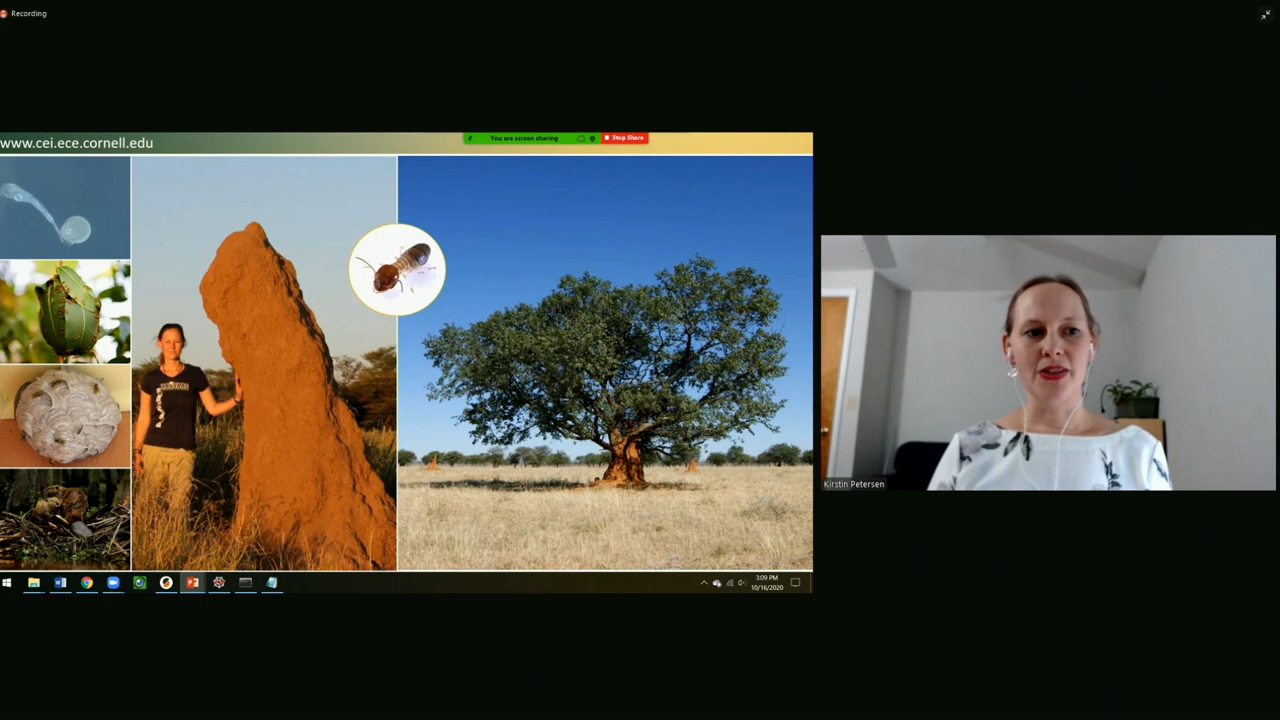 Recording
www.cei.ece.cornell.edu
You are screen sharing
Stop Share
Kirstin Petersen
3:09 PM
10/16/2020